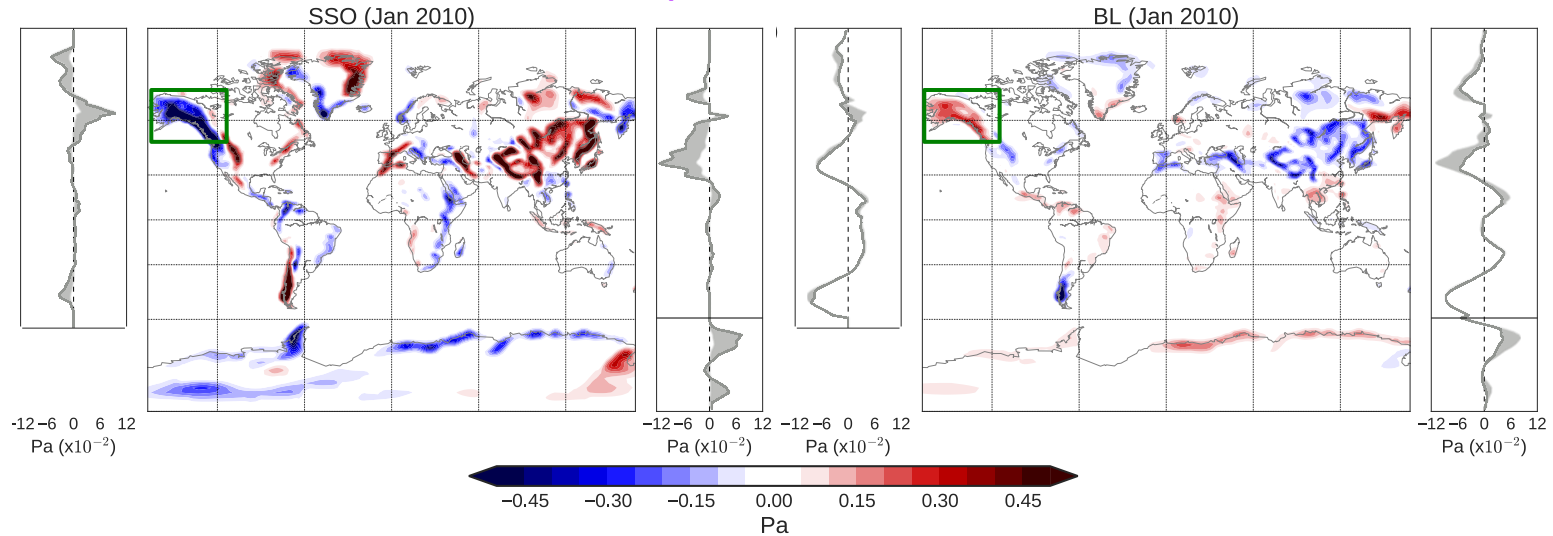 SSO (Jan 2010)
BL (Jan 2010)
-12 -6 0 6 12
-12 -6 0 6 12
-12 -6 0 6 12
-12 -6 0 6 12
Pa (x10⁻²)
Pa (x10⁻²)
Pa (x10⁻²)
Pa (x10⁻²)
−0.45 −0.30 −0.15 0.00 0.15 0.30 0.45
Pa